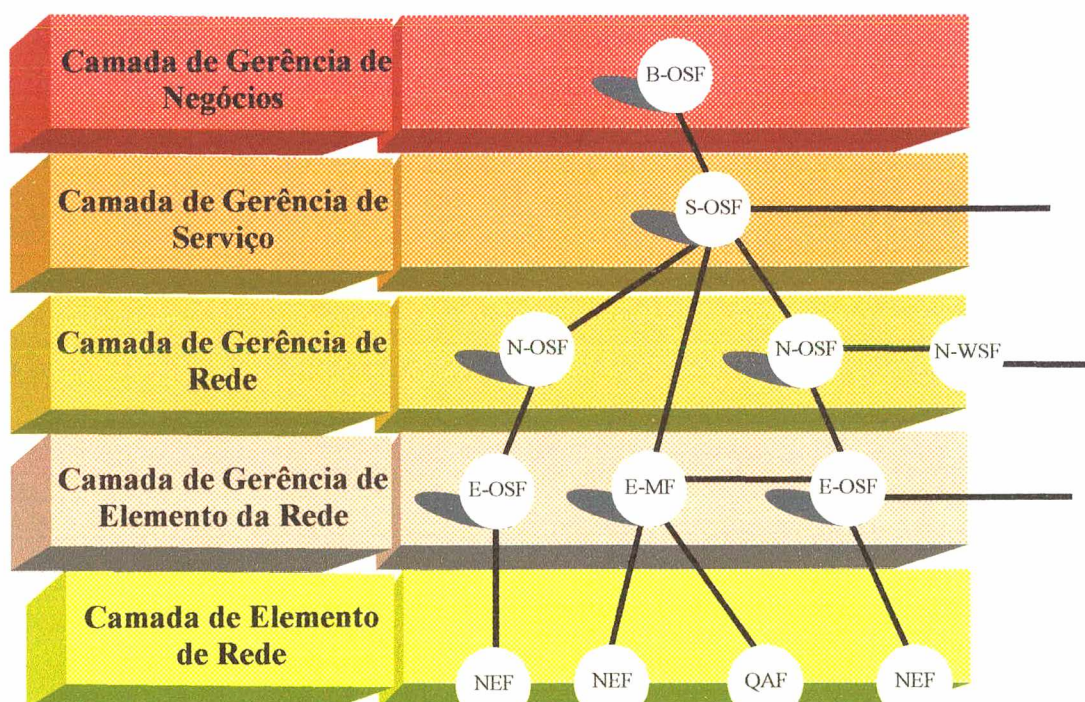 Camada de Gerência de
Negócios
B-OSF
Camada de Gerência de
Serviço
S-OSF
Camada de Gerência de
Rede
N-OSF
N-OSF
N-WSF
Camada de Gerência de
Elemento da Rede
E-OSF
E-MF
E-OSF
Camada de Elemento
de Rede
NEF
NEF
QAF
NEF